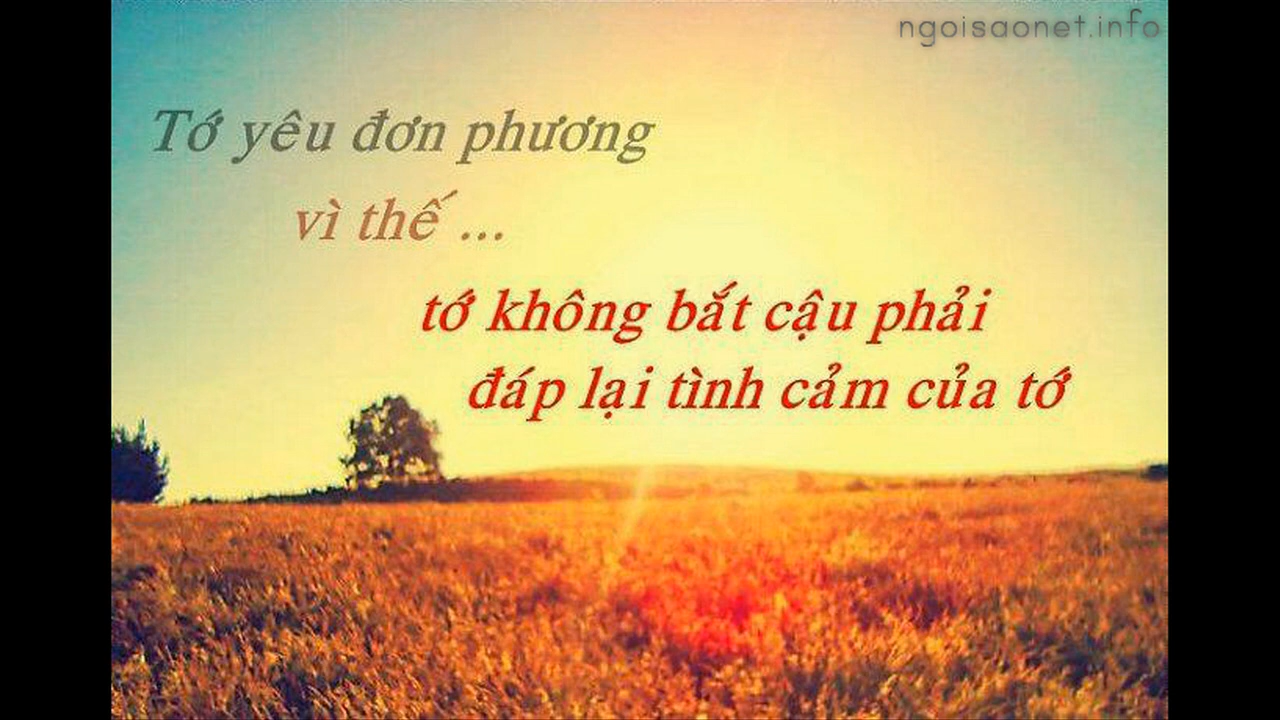 ngoisaonet.info
Tớ yêu đơn phương
vì thế ...
tớ không bắt cậu phải
đáp lại tình cảm của tớ